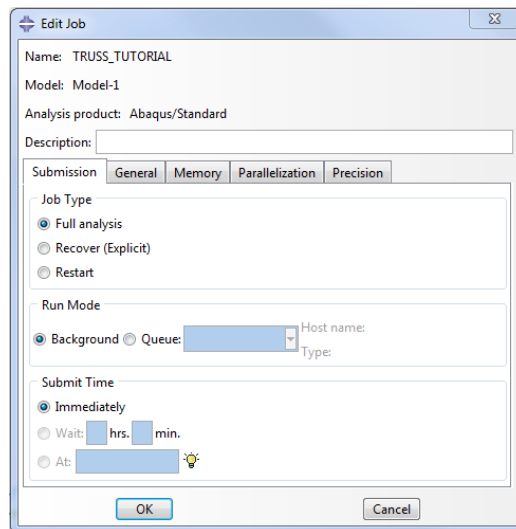 Edit Job
Name: TRUSS_TUTORIAL
Model: Model-1
Analysis product: Abaqus/Standard
Description:
Submission General Memory Parallelization Precision
Job Type
Full analysis
Recover (Explicit)
Restart
Run Mode
Background Queue: Host name:
Type:
Submit Time
Immediately
Wait: hrs. min.
At:
OK Cancel